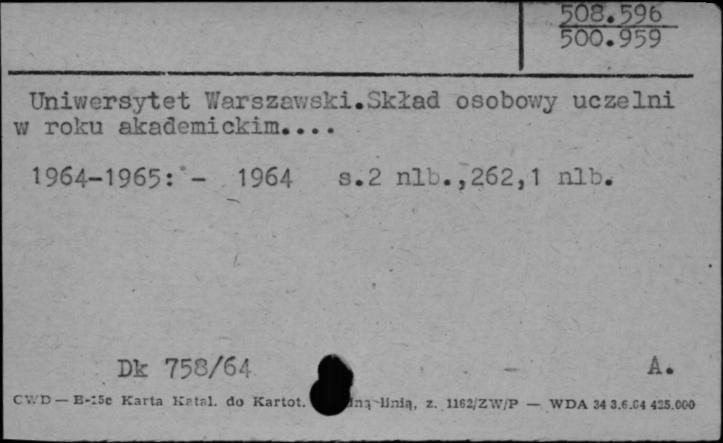 508.596
500.959
Uniwersytet Warszawski.Skład osobowy uczelni
w roku akademickim....
1964-1965: - 1964 s.2 nlb.,262,1 nlb.
Dk 758/64 A.
CWD — B-15c Karta Katal. do Kartot. linią, z. 1162/ZW/P — WDA 34 3.6.64 425.000